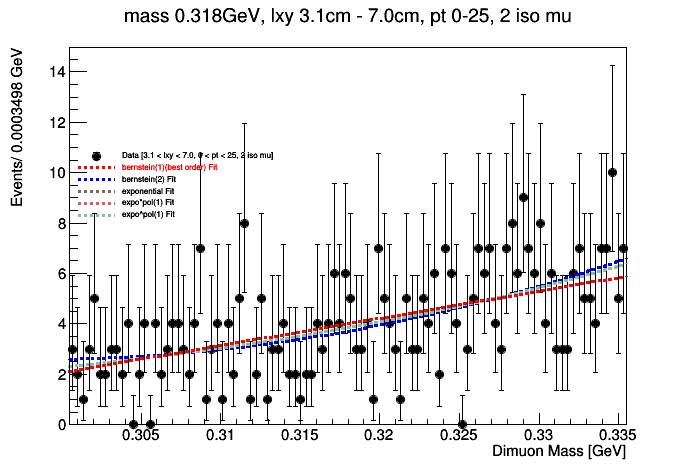 mass 0.318GeV, lxy 3.1cm - 7.0cm, pt 0-25, 2 iso mu
Events/ 0.0003498 GeV
14
12
10
8
6
4
2
0
Data [3.1 < lxy < 7.0, 0 < pt < 25, 2 iso mu]
bernstein(1)(best order) Fit
bernstein(2) Fit
exponential Fit
expo*pol(1) Fit
expo^pol(1) Fit
0.305 0.31 0.315 0.32 0.325 0.33 0.335
Dimuon Mass [GeV]